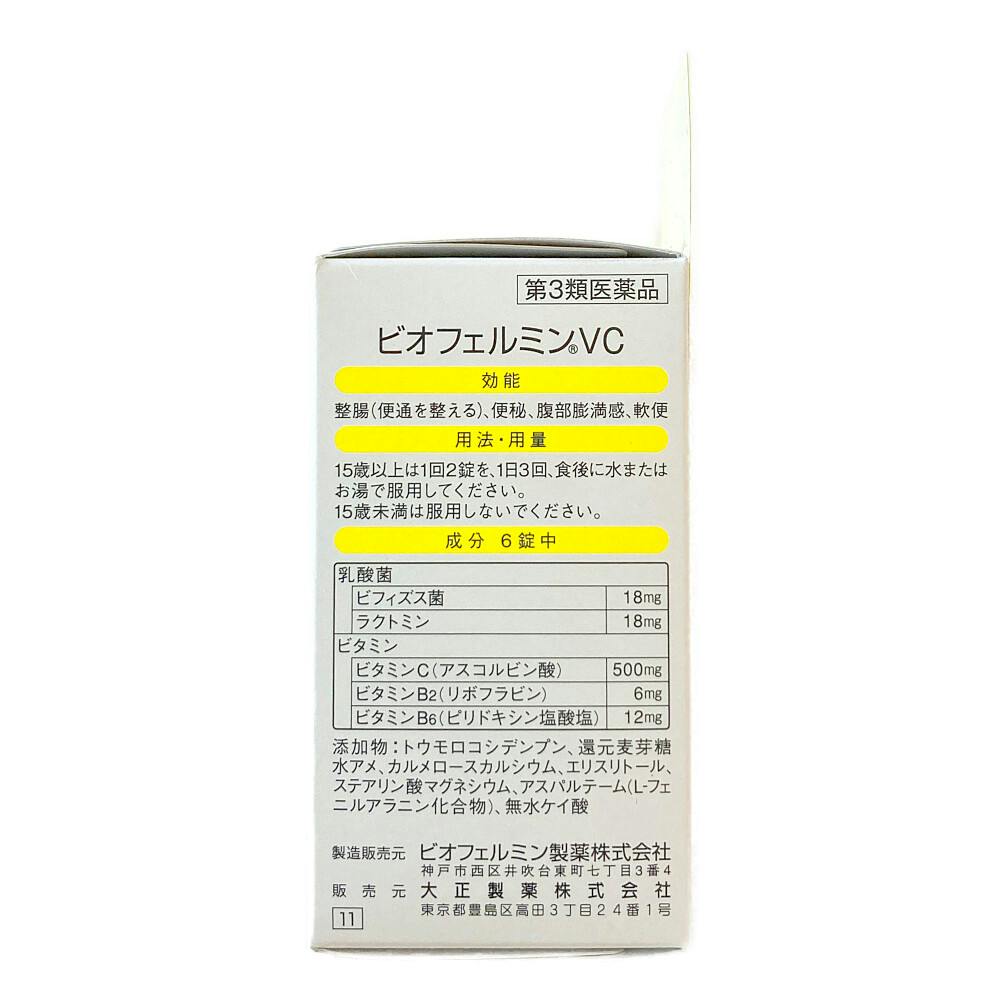 第3類医薬品
ビオフェルミン®VC
効能
整腸(便通を整える)、便秘、腹部膨満感、軟便
用法・用量
15歳以上は1回2錠を、1日3回、食後に水または
お湯で服用してください。
15歳未満は服用しないでください。
成分 6錠中
乳酸菌
ビフィズス菌 18mg
ラクトミン 18mg
ビタミン
ビタミンC(アスコルビン酸) 500mg
ビタミンB2(リボフラビン) 6mg
ビタミンB6(ピリドキシン塩酸塩) 12mg
添加物:トウモロコシデンプン、還元麦芽糖
水アメ、カルメロースカルシウム、エリスリトール、
ステアリン酸マグネシウム、アスパルテーム(L-フェ
ニルアラニン化合物)、無水ケイ酸
製造販売元 ビオフェルミン製薬株式会社
神戸市西区井吹台東町七丁目3番4
販売元 大正製薬株式会社
東京都豊島区高田3丁目24番1号
11